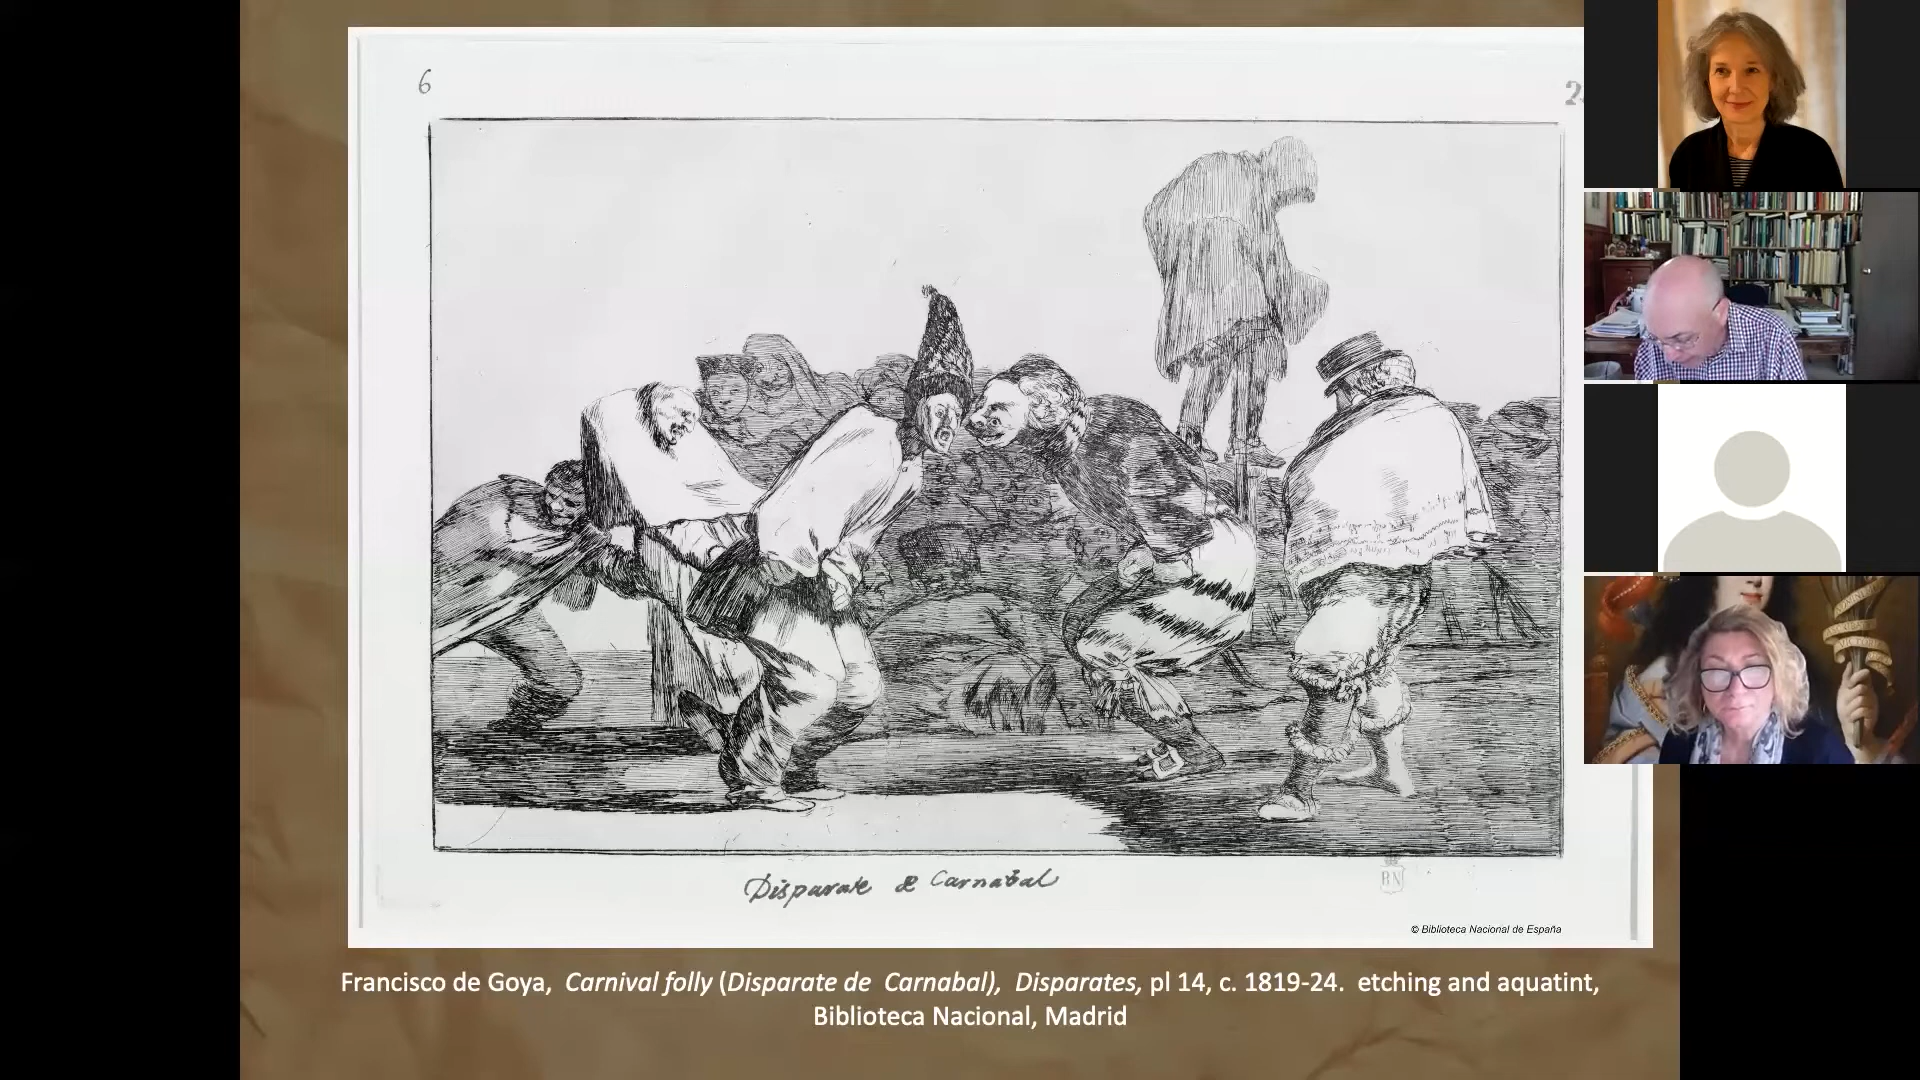 6
2
Disparate de Carnabal
BN
© Biblioteca Nacional de España
Francisco de Goya, Carnival folly (Disparate de Carnabal), Disparates, pl 14, c. 1819-24. etching and aquatint,
Biblioteca Nacional, Madrid